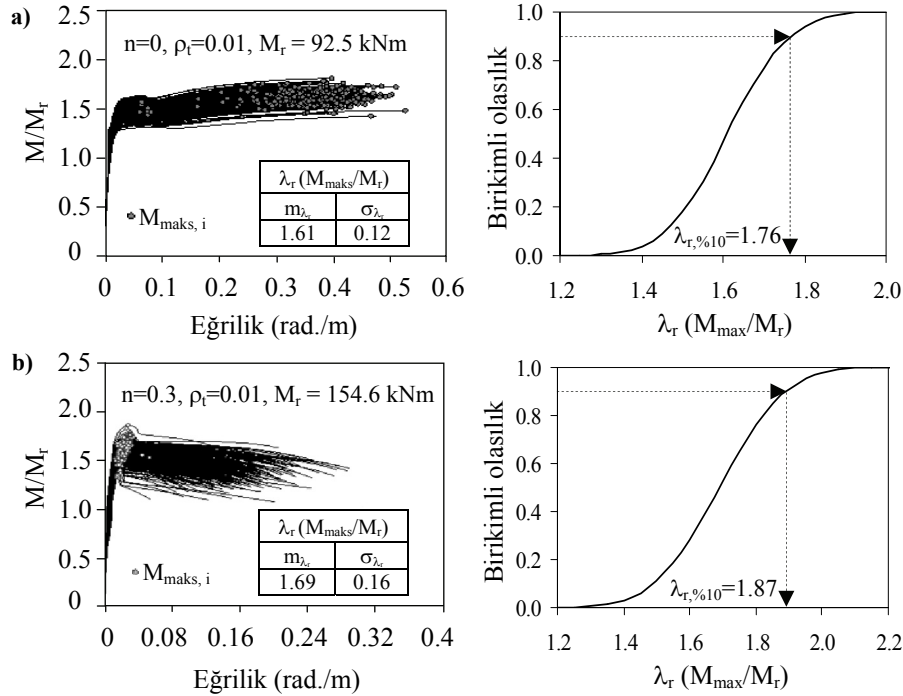 a)
n=0, ρt=0.01, Mr = 92.5 kNm
M/Mr
2.5
2.0
1.5
1.0
0.5
0
λr (Mmaks/Mr)
mλr σλr
1.61 0.12
Mmaks, i
0 0.1 0.2 0.3 0.4 0.5 0.6
Eğrilik (rad./m)
Birikimli olasılık
1.0
0.8
0.6
0.4
0.2
0.0
λr,%10=1.76
1.2 1.4 1.6 1.8 2.0
λr (Mmax/Mr)
b)
n=0.3, ρt=0.01, Mr = 154.6 kNm
M/Mr
2.5
2.0
1.5
1.0
0.5
0
λr (Mmaks/Mr)
mλr σλr
1.69 0.16
Mmaks, i
0 0.08 0.16 0.24 0.32 0.4
Eğrilik (rad./m)
Birikimli olasılık
1.0
0.8
0.6
0.4
0.2
0.0
λr,%10=1.87
1.2 1.4 1.6 1.8 2.0 2.2
λr (Mmax/Mr)